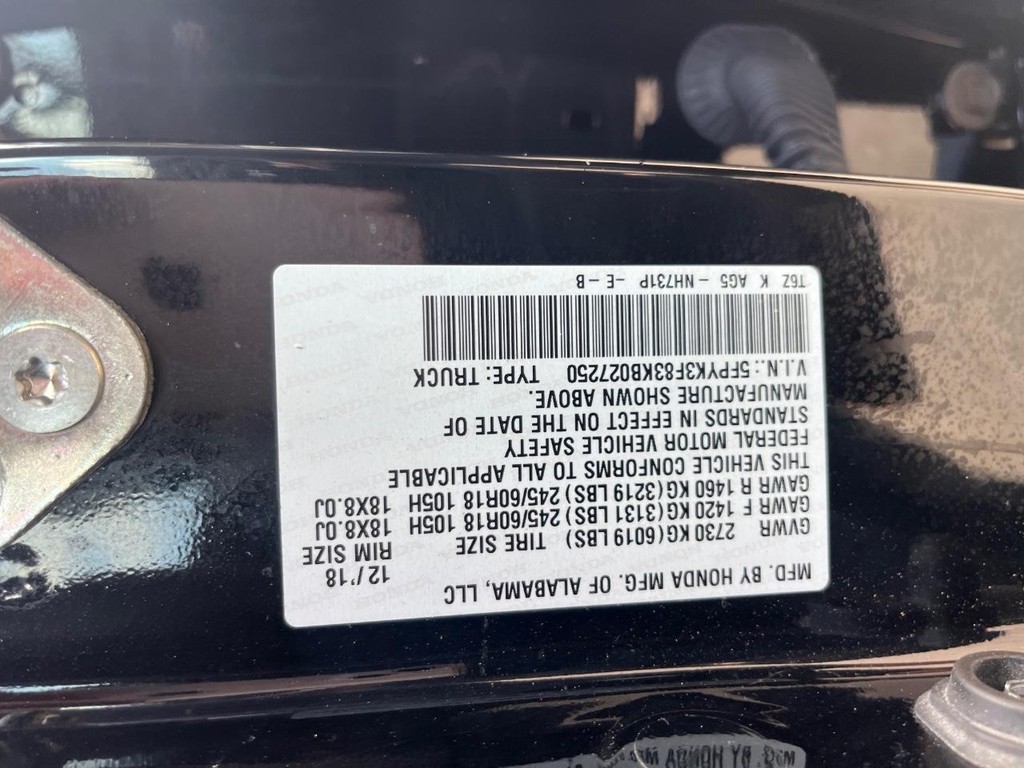 MFD. BY HONDA MFG. OF ALABAMA, LLC 12/'18
GVWR 2730 KG(6019 LBS) TIRE SIZE RIM SIZE
GAWR F 1420 KG(3131 LBS) 245/60R18 105H 18X8.0J
GAWR R 1460 KG(3219 LBS) 245/60R18 105H 18X8.0J
THIS VEHICLE CONFORMS TO ALL APPLICABLE
FEDERAL MOTOR VEHICLE SAFETY
STANDARDS IN EFFECT ON THE DATE OF
MANUFACTURE SHOWN ABOVE.
V.I.N.: 5FPYK3F83KB027250 TYPE: TRUCK
T6Z K AG5 - NH731P - E - B
BY HONDA